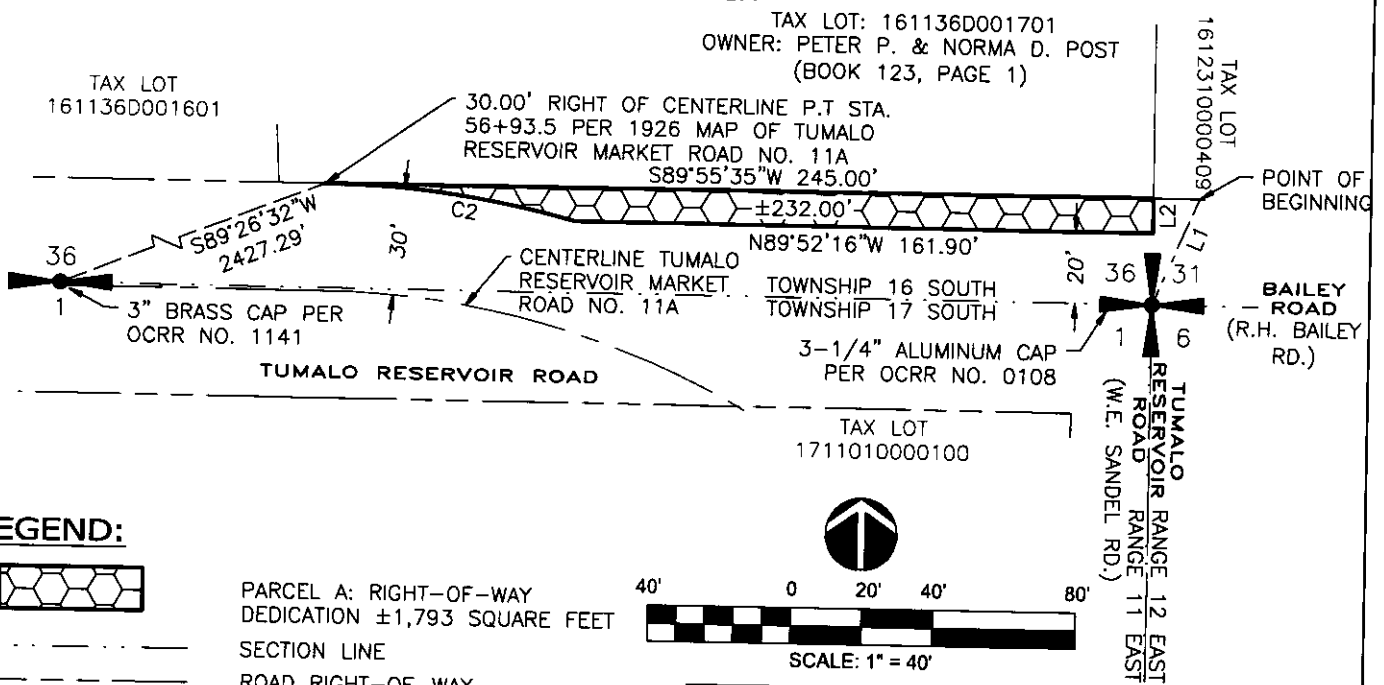 TAX LOT: 161136D001701
OWNER: PETER P. & NORMA D. POST
(BOOK 123, PAGE 1)
TAX LOT
161136D001601
TAX LOT
1612310000409
30.00' RIGHT OF CENTERLINE P.T STA.
56+93.5 PER 1926 MAP OF TUMALO
RESERVOIR MARKET ROAD NO. 11A
S89°55'35"W 245.00'
POINT OF
BEGINNING
S89°26'32"W
2427.29'
C2
±232.00'
L2
L1
N89°52'16"W 161.90'
30'
20'
36
1
3" BRASS CAP PER
OCRR NO. 1141
CENTERLINE TUMALO
RESERVOIR MARKET
ROAD NO. 11A
TOWNSHIP 16 SOUTH
TOWNSHIP 17 SOUTH
36
31
1
6
BAILEY
ROAD
(R.H. BAILEY
RD.)
3-1/4" ALUMINUM CAP
PER OCRR NO. 0108
TUMALO RESERVOIR ROAD
TUMALO
RESERVOIR
ROAD
(W.E. SANDEL RD.)
RANGE 12 EAST
RANGE 11 EAST
TAX LOT
1711010000100
EGEND:
PARCEL A: RIGHT-OF-WAY
DEDICATION ±1,793 SQUARE FEET
SECTION LINE
ROAD RIGHT-OF-WAY
40' 0 20' 40' 80'
SCALE: 1" = 40'